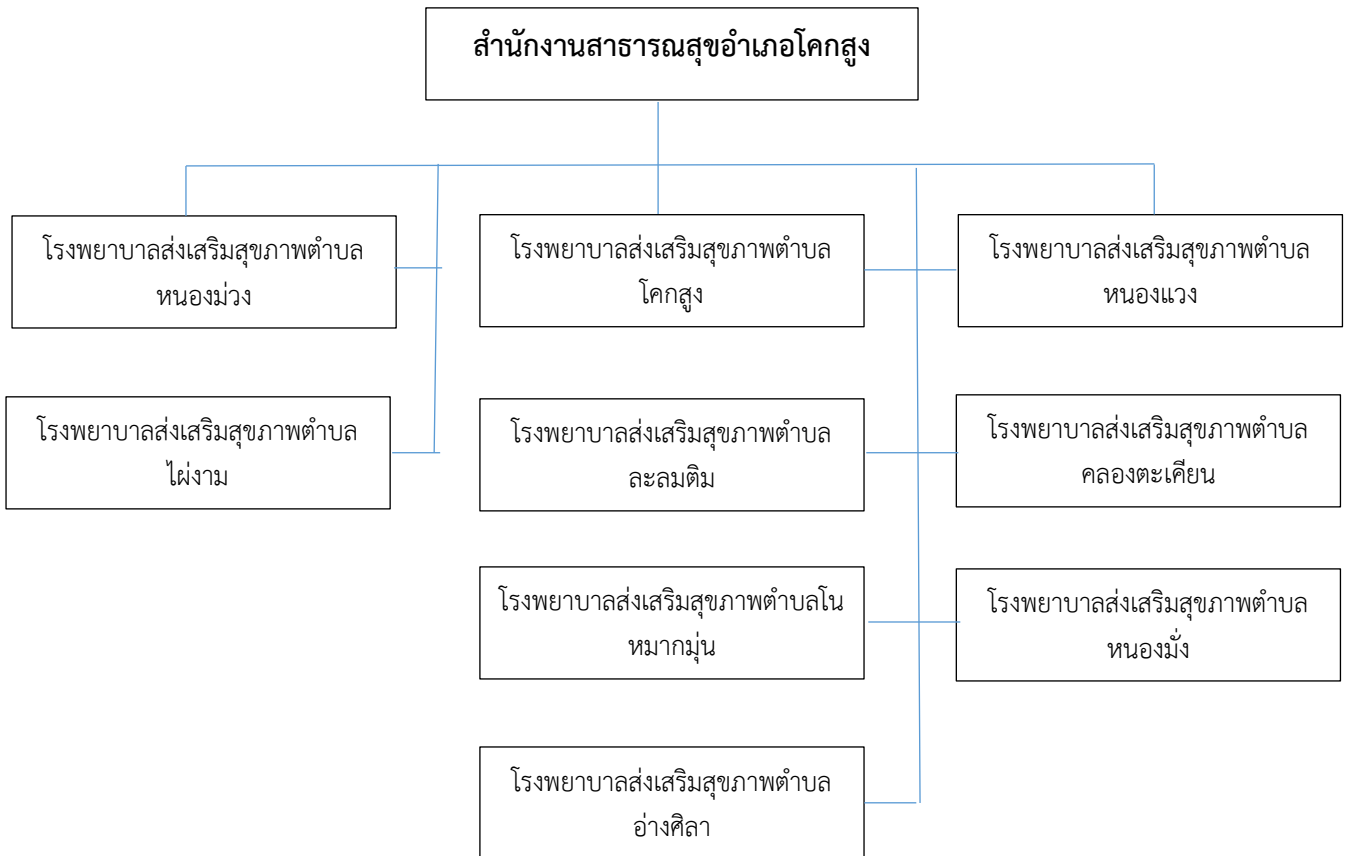 สำนักงานสาธารณสุขอำเภอโคกสูง
โรงพยาบาลส่งเสริมสุขภาพตำบล
หนองม่วง
โรงพยาบาลส่งเสริมสุขภาพตำบล
โคกสูง
โรงพยาบาลส่งเสริมสุขภาพตำบล
หนองแวง
โรงพยาบาลส่งเสริมสุขภาพตำบล
ไผ่งาม
โรงพยาบาลส่งเสริมสุขภาพตำบล
ละลมติม
โรงพยาบาลส่งเสริมสุขภาพตำบล
คลองตะเคียน
โรงพยาบาลส่งเสริมสุขภาพตำบลโน
หมากมุ่น
โรงพยาบาลส่งเสริมสุขภาพตำบล
หนองมั่ง
โรงพยาบาลส่งเสริมสุขภาพตำบล
อ่างศิลา